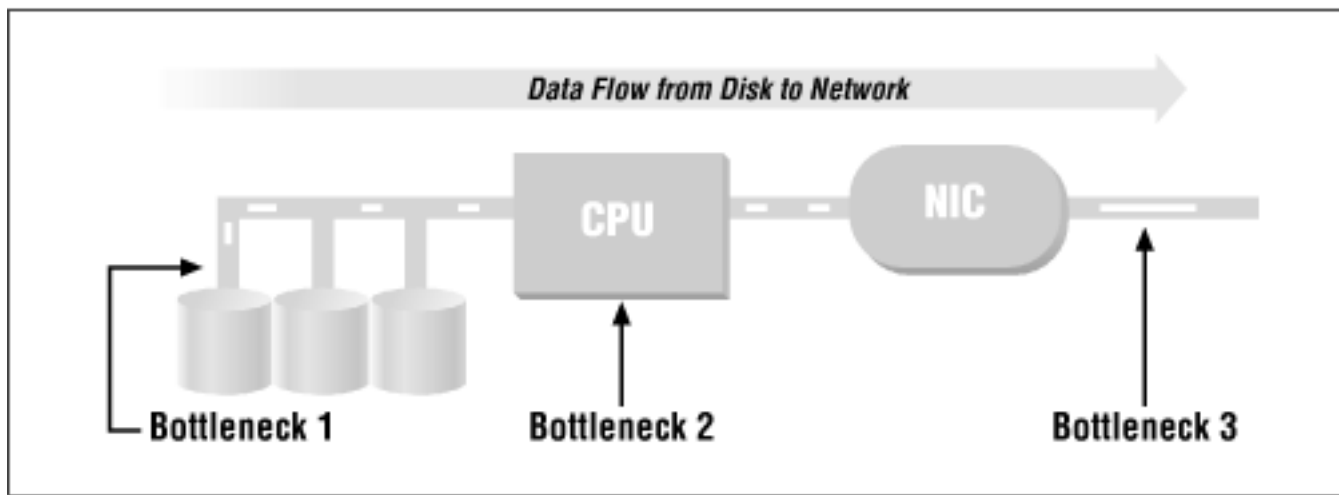 Data Flow from Disk to Network
CPU
NIC
Bottleneck 1
Bottleneck 2
Bottleneck 3